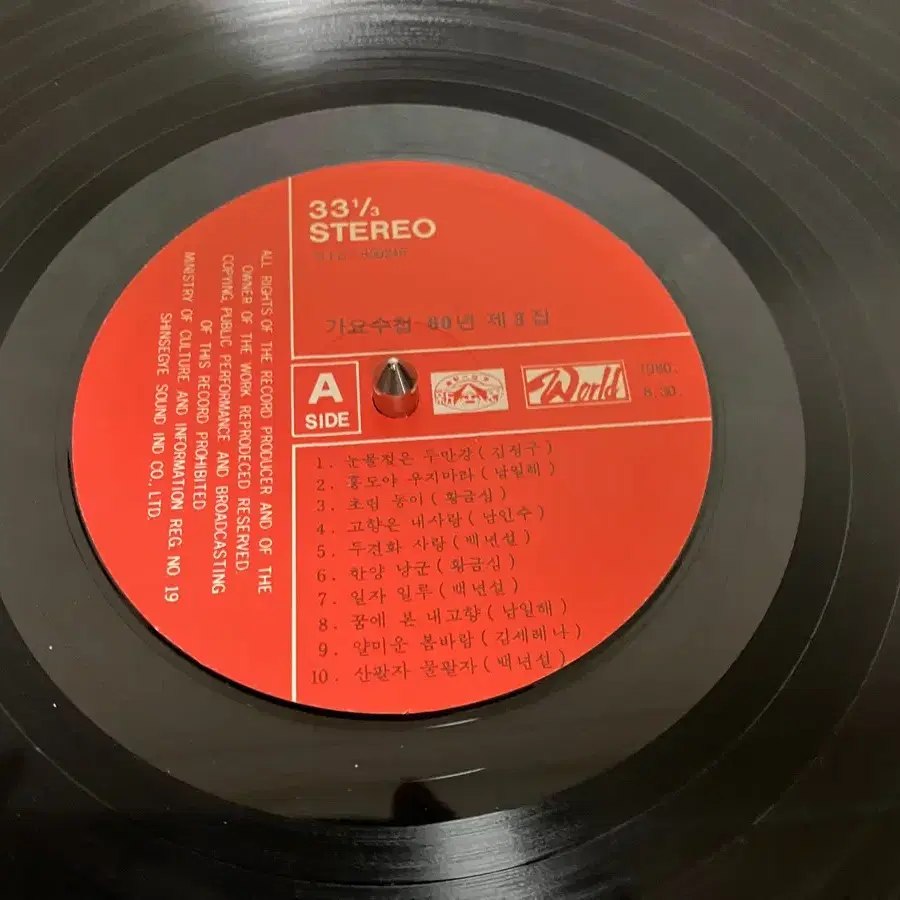 33⅓
STEREO
가요수첩 60년 제3집
A
SIDE
World
1980.
8.30.
1. 눈물젖은 두만강 (김정구)
2. 홍도야 우지마라 (남일해)
3. 초립 동이 (황금심)
4. 고향은 내사랑 (남인수)
5. 두견화 사랑 (백년설)
6. 한양 낭군 (황금심)
7. 일자 일루 (백년설)
8. 꿈에 본 내고향 (남일해)
9. 얄미운 봄바람 (김세레나)
10. 산팔자 물팔자 (백년설)
ALL RIGHTS OF THE RECORD PRODUCER AND OF THE
OWNER OF THE WORK REPRODECED RESERVED.
COPYING, PUBLIC PERFORMANCE AND BROADCASTING
OF THIS RECORD PROHIBITED
MINISTRY OF CULTURE AND INFORMATION REG. NO. 19
SHINSEGYE SOUND IND CO., LTD.